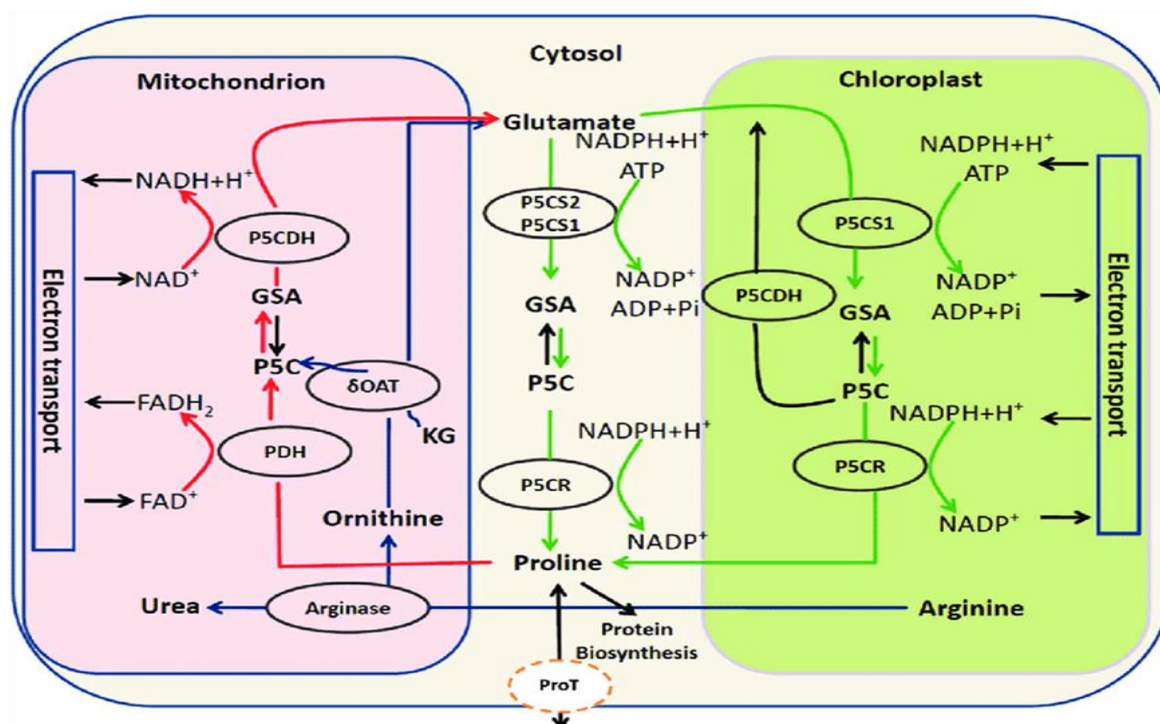 Cytosol
Mitochondrion
Chloroplast
Glutamate
NADPH+H⁺
ATP
NADPH+H⁺
ATP
NADH+H⁺
P5CS2
P5CS1
P5CS1
P5CDH
NAD⁺
NADP⁺
ADP+Pi
P5CDH
NADP⁺
ADP+Pi
GSA
GSA
GSA
Electron transport
Electron transport
P5C
δOAT
P5C
P5C
FADH₂
KG
NADPH+H⁺
NADPH+H⁺
PDH
P5CR
P5CR
FAD⁺
Ornithine
NADP⁺
NADP⁺
Proline
Urea
Arginase
Arginine
Protein
Biosynthesis
ProT